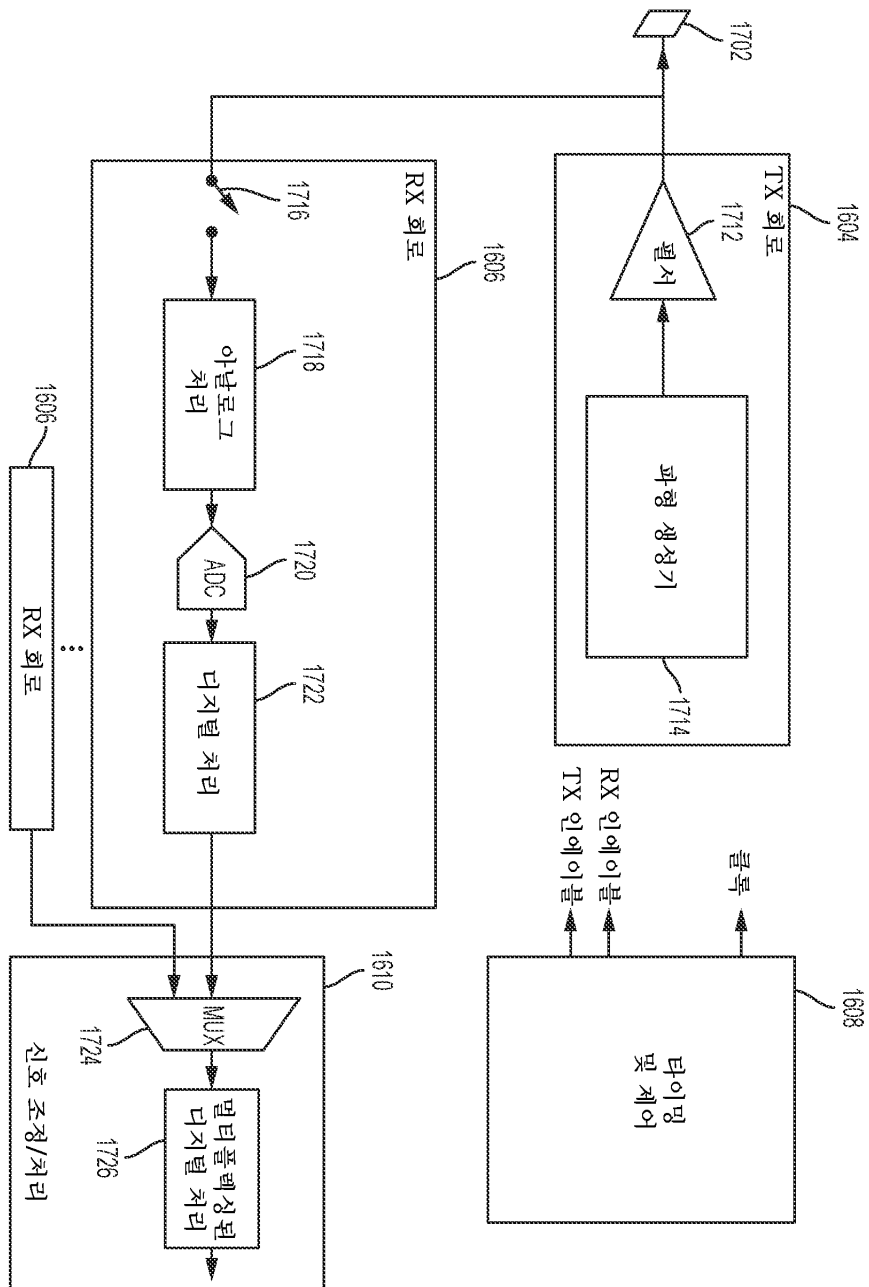 1702
1604
TX 회로
1712
펄서
파형 생성기
1714
1608
클록
RX 인에이블
TX 인에이블
타이밍
및 제어
1606
RX 회로
1716
1718
아날로그
처리
1720
ADC
1722
디지털 처리
1606
RX 회로
1610
MUX
1724
멀티플렉싱된
디지털 처리
1726
신호 조정/처리